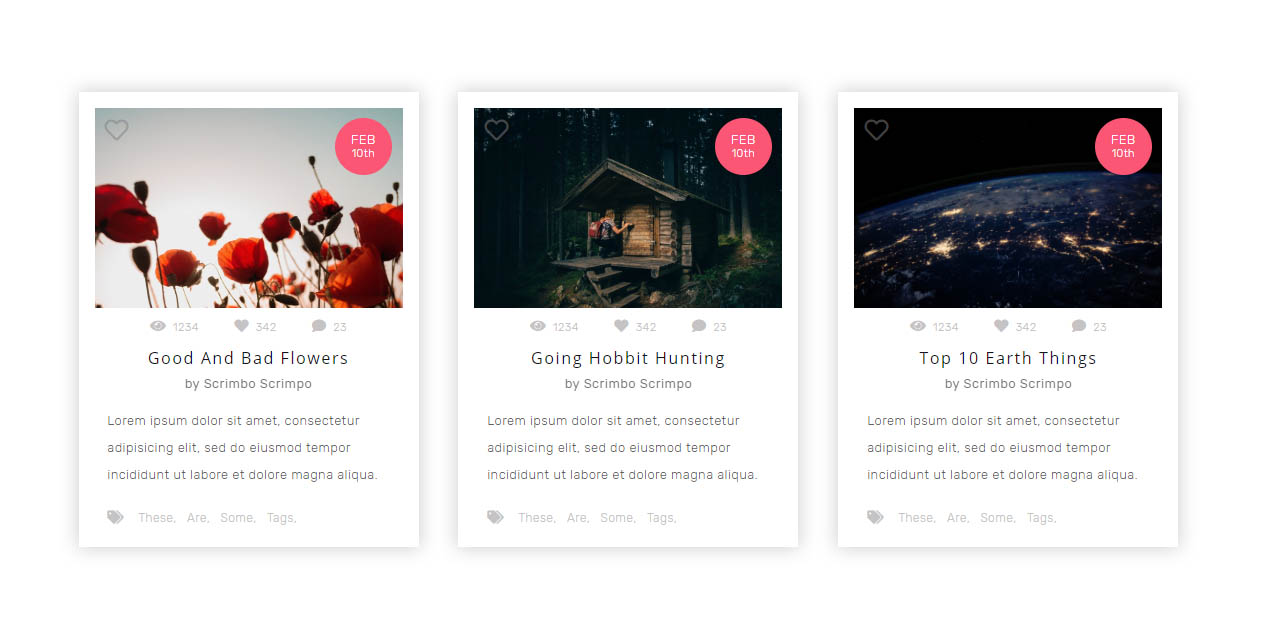 FEB
10th
1234 342 23
Good And Bad Flowers
by Scrimbo Scrimpo
Lorem ipsum dolor sit amet, consectetur
adipisicing elit, sed do eiusmod tempor
incididunt ut labore et dolore magna aliqua.
These, Are, Some, Tags,
FEB
10th
1234 342 23
Going Hobbit Hunting
by Scrimbo Scrimpo
Lorem ipsum dolor sit amet, consectetur
adipisicing elit, sed do eiusmod tempor
incididunt ut labore et dolore magna aliqua.
These, Are, Some, Tags,
FEB
10th
1234 342 23
Top 10 Earth Things
by Scrimbo Scrimpo
Lorem ipsum dolor sit amet, consectetur
adipisicing elit, sed do eiusmod tempor
incididunt ut labore et dolore magna aliqua.
These, Are, Some, Tags,